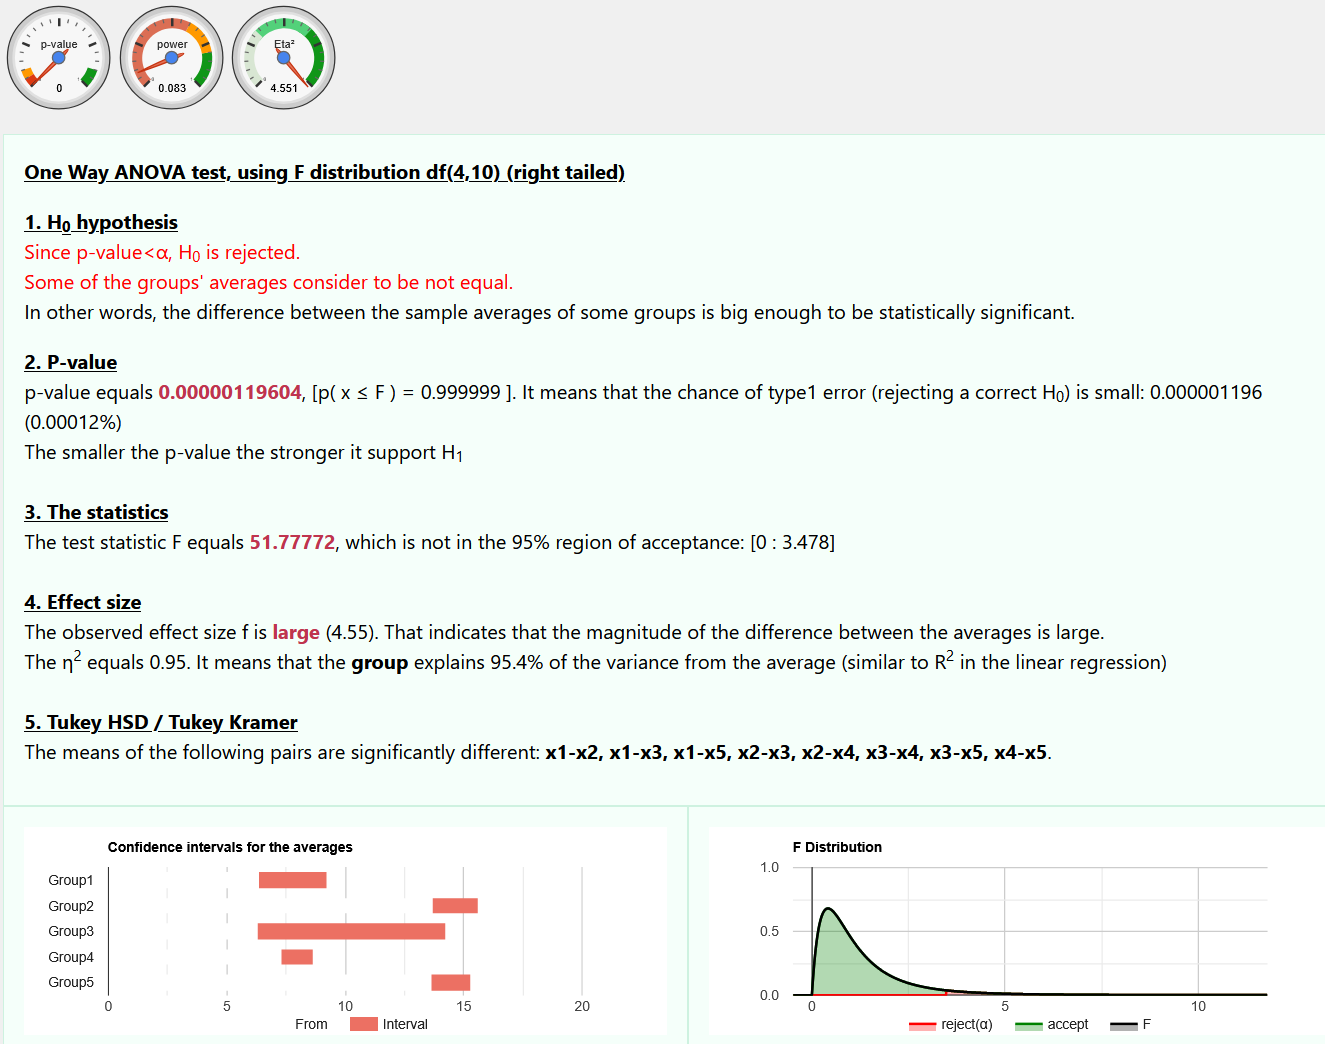 p-value power Eta²
0 0.083 4.551
One Way ANOVA test, using F distribution df(4,10) (right tailed)
1. H₀ hypothesis
Since p-value<α, H₀ is rejected.
Some of the groups' averages consider to be not equal.
In other words, the difference between the sample averages of some groups is big enough to be statistically significant.
2. P-value
p-value equals 0.00000119604, [p( x ≤ F ) = 0.999999 ]. It means that the chance of type1 error (rejecting a correct H₀) is small: 0.000001196
(0.00012%)
The smaller the p-value the stronger it support H₁
3. The statistics
The test statistic F equals 51.77772, which is not in the 95% region of acceptance: [0 : 3.478]
4. Effect size
The observed effect size f is large (4.55). That indicates that the magnitude of the difference between the averages is large.
The η² equals 0.95. It means that the group explains 95.4% of the variance from the average (similar to R² in the linear regression)
5. Tukey HSD / Tukey Kramer
The means of the following pairs are significantly different: x1-x2, x1-x3, x1-x5, x2-x3, x2-x4, x3-x4, x3-x5, x4-x5.
Confidence intervals for the averages
Group1
Group2
Group3
Group4
Group5
0 5 10 15 20
From Interval
F Distribution
1.0
0.5
0.0
0 5 10
reject(α) accept F